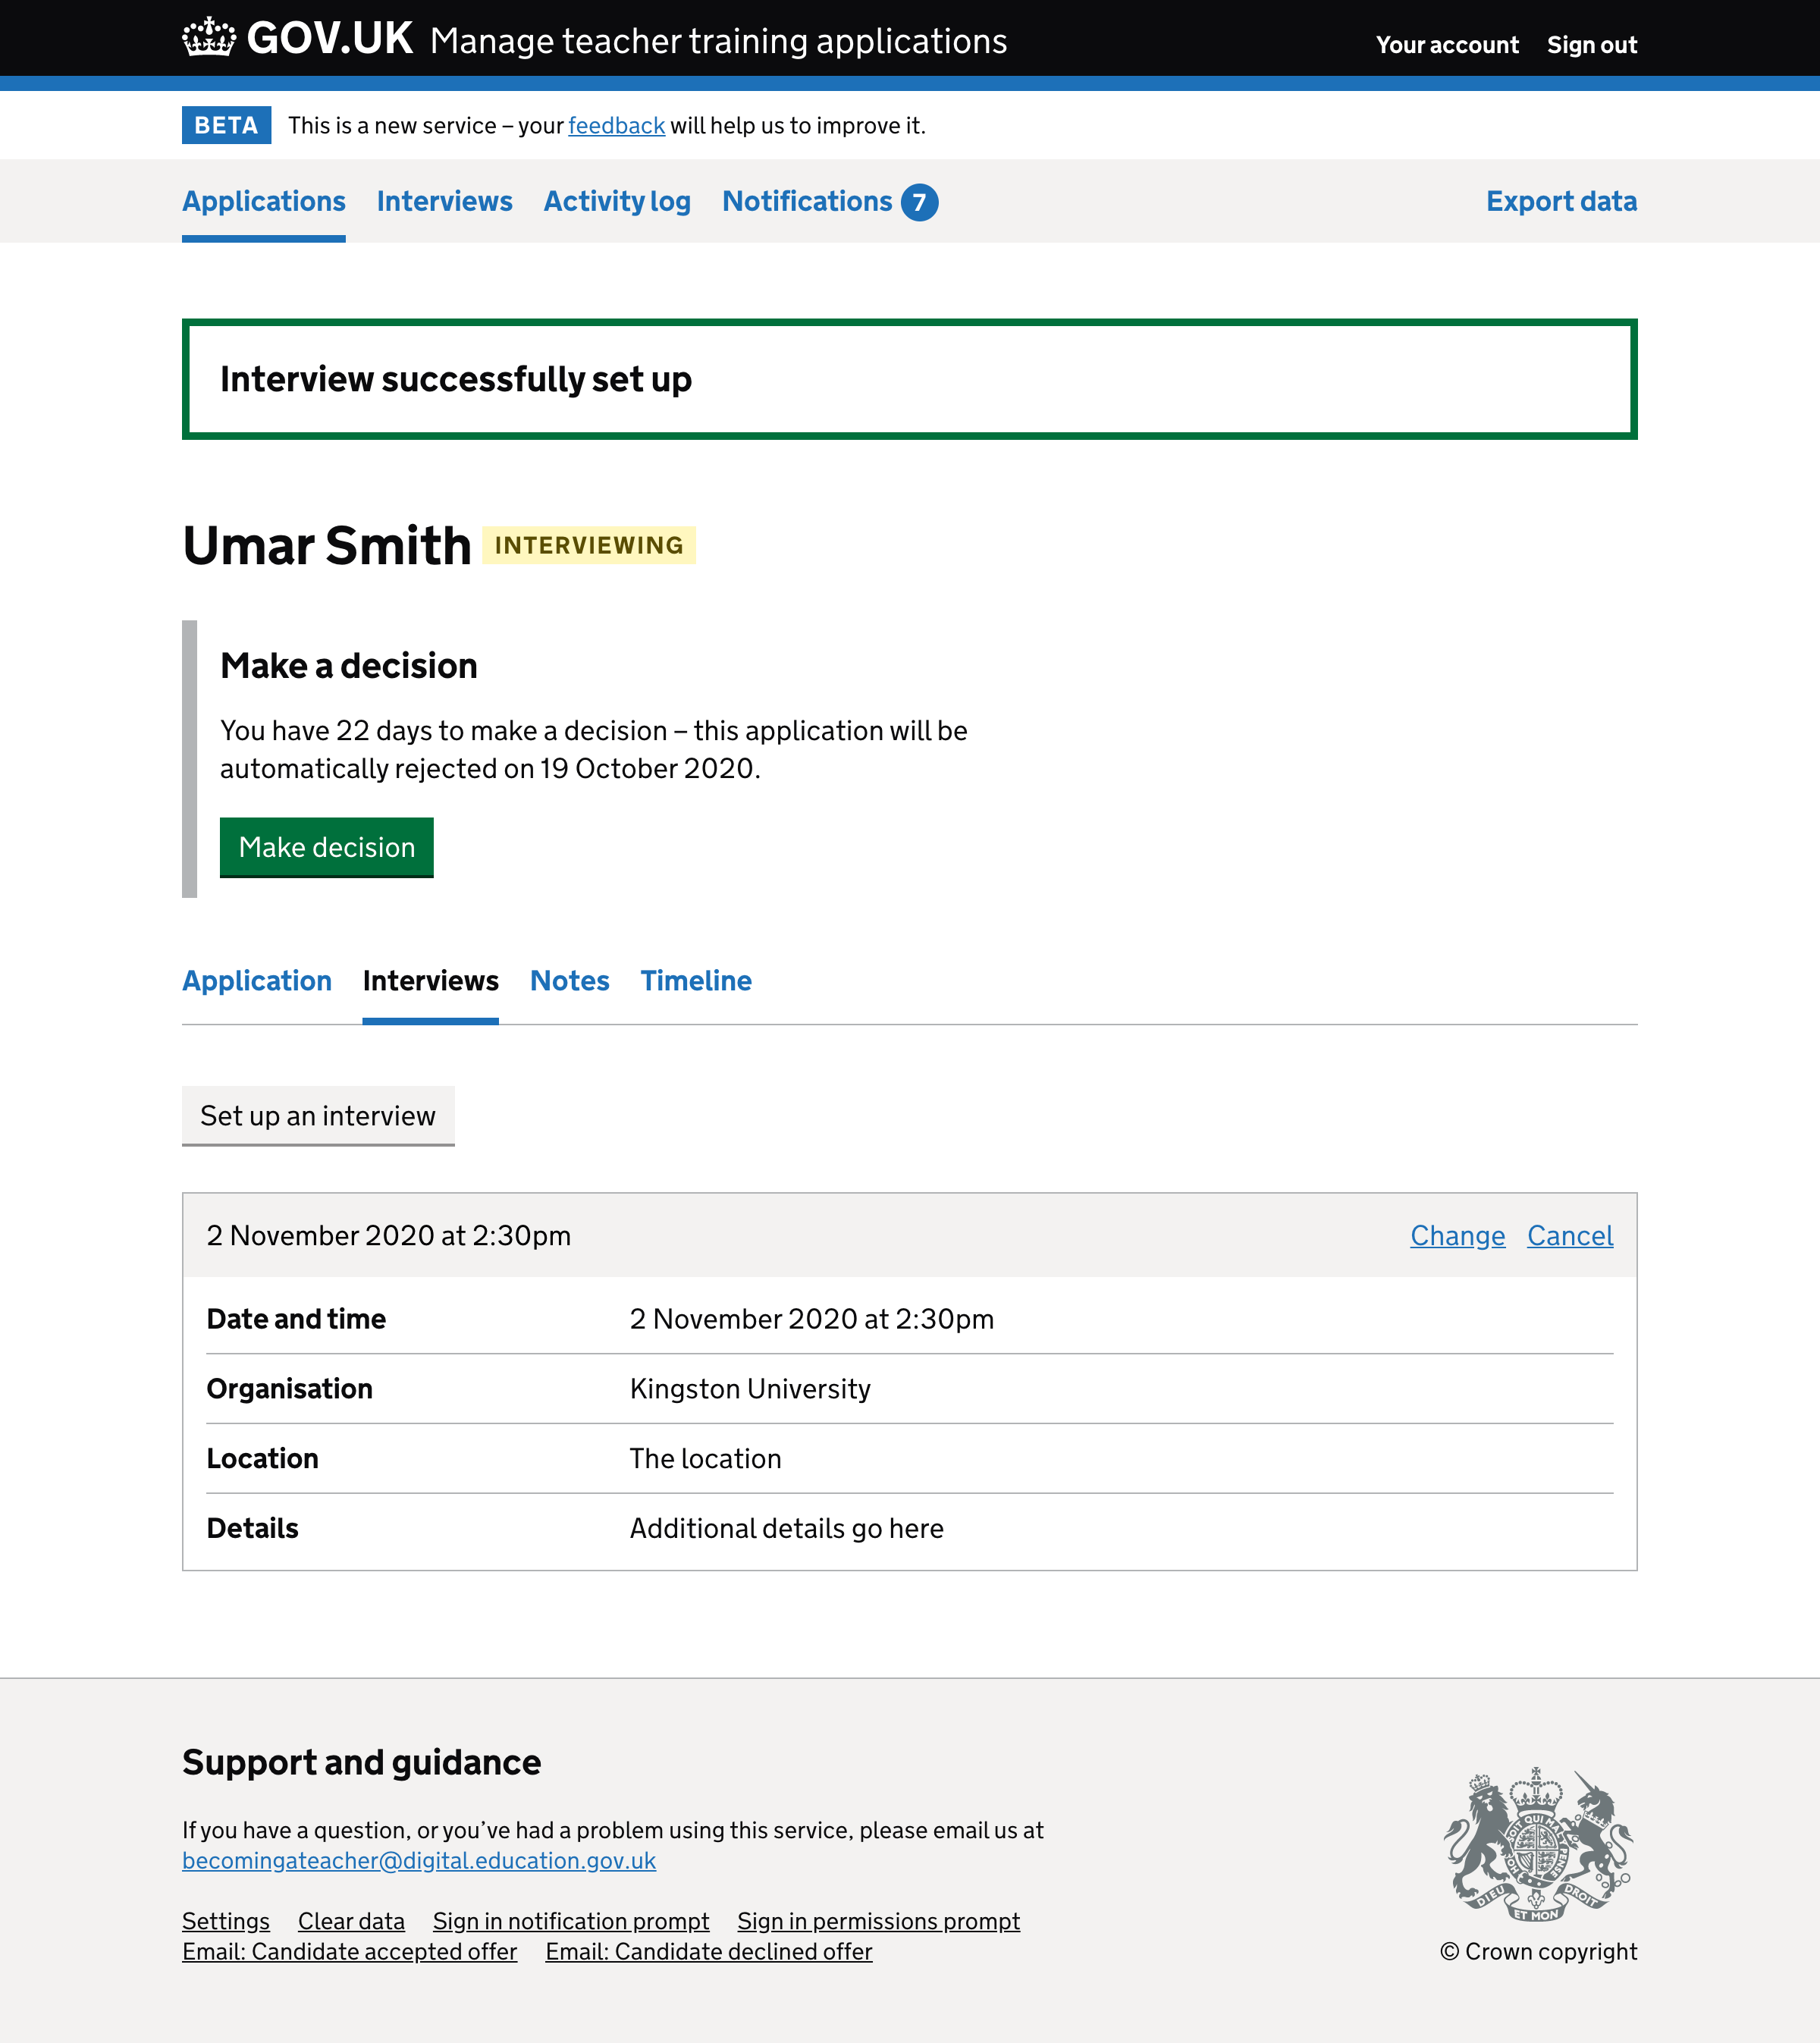 GOV.UK Manage teacher training applications Your account Sign out
BETA This is a new service – your feedback will help us to improve it.
Applications Interviews Activity log Notifications 7 Export data
Interview successfully set up
Umar Smith INTERVIEWING
Make a decision
You have 22 days to make a decision – this application will be
automatically rejected on 19 October 2020.
Make decision
Application Interviews Notes Timeline
Set up an interview
2 November 2020 at 2:30pm Change Cancel
Date and time 2 November 2020 at 2:30pm
Organisation Kingston University
Location The location
Details Additional details go here
Support and guidance
If you have a question, or you’ve had a problem using this service, please email us at
becomingateacher@digital.education.gov.uk
Settings Clear data Sign in notification prompt Sign in permissions prompt
Email: Candidate accepted offer Email: Candidate declined offer
DIEU ET MON DROIT
© Crown copyright